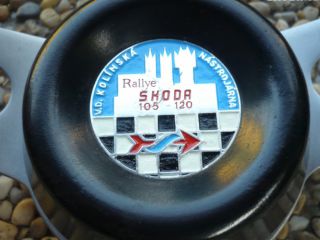 V.D. KOLÍNSKÁ NÁSTROJÁRNA
Rallye
ŠKODA
105 - 120